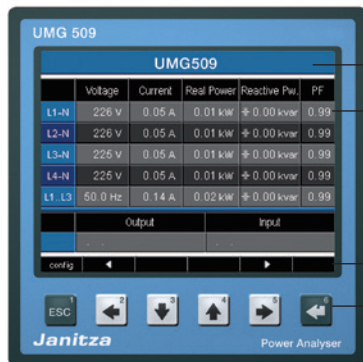 UMG 509
UMG509
Voltage Current Real Power Reactive Pw. PF
L1-N 226 V 0.05 A 0.01 kW 0.00 kvar 0.99
L2-N 226 V 0.05 A 0.01 kW 0.00 kvar 0.99
L3-N 225 V 0.05 A 0.01 kW 0.00 kvar 0.99
L4-N 225 V 0.05 A 0.01 kW 0.00 kvar 0.99
L1..L3 50.0 Hz 0.14 A 0.02 kW 0.00 kvar 0.99
Output Input
config
ESC 1 2 3 4 5 6
Janitza Power Analyser